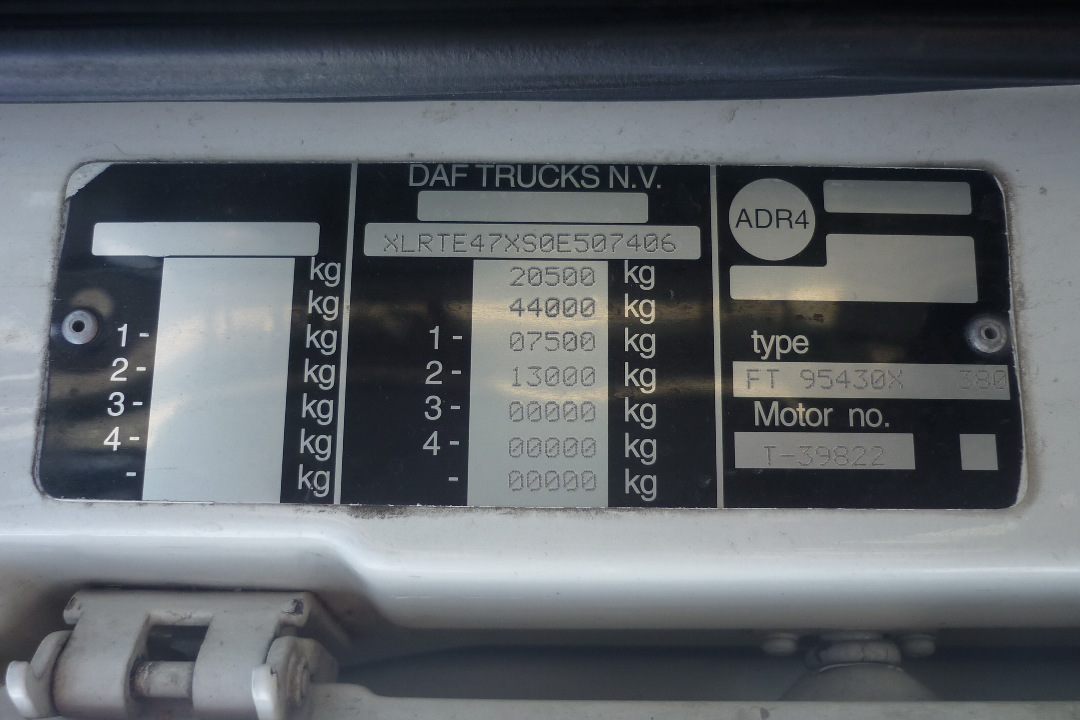 kg
kg
1- kg
2- kg
3- kg
4- kg
- kg
DAF TRUCKS N.V.
XLRTE47XS0E507406
20500 kg
44000 kg
1- 07500 kg
2- 13000 kg
3- 00000 kg
4- 00000 kg
- 00000 kg
ADR4
type
FT 95430X 380
Motor no.
T-39822